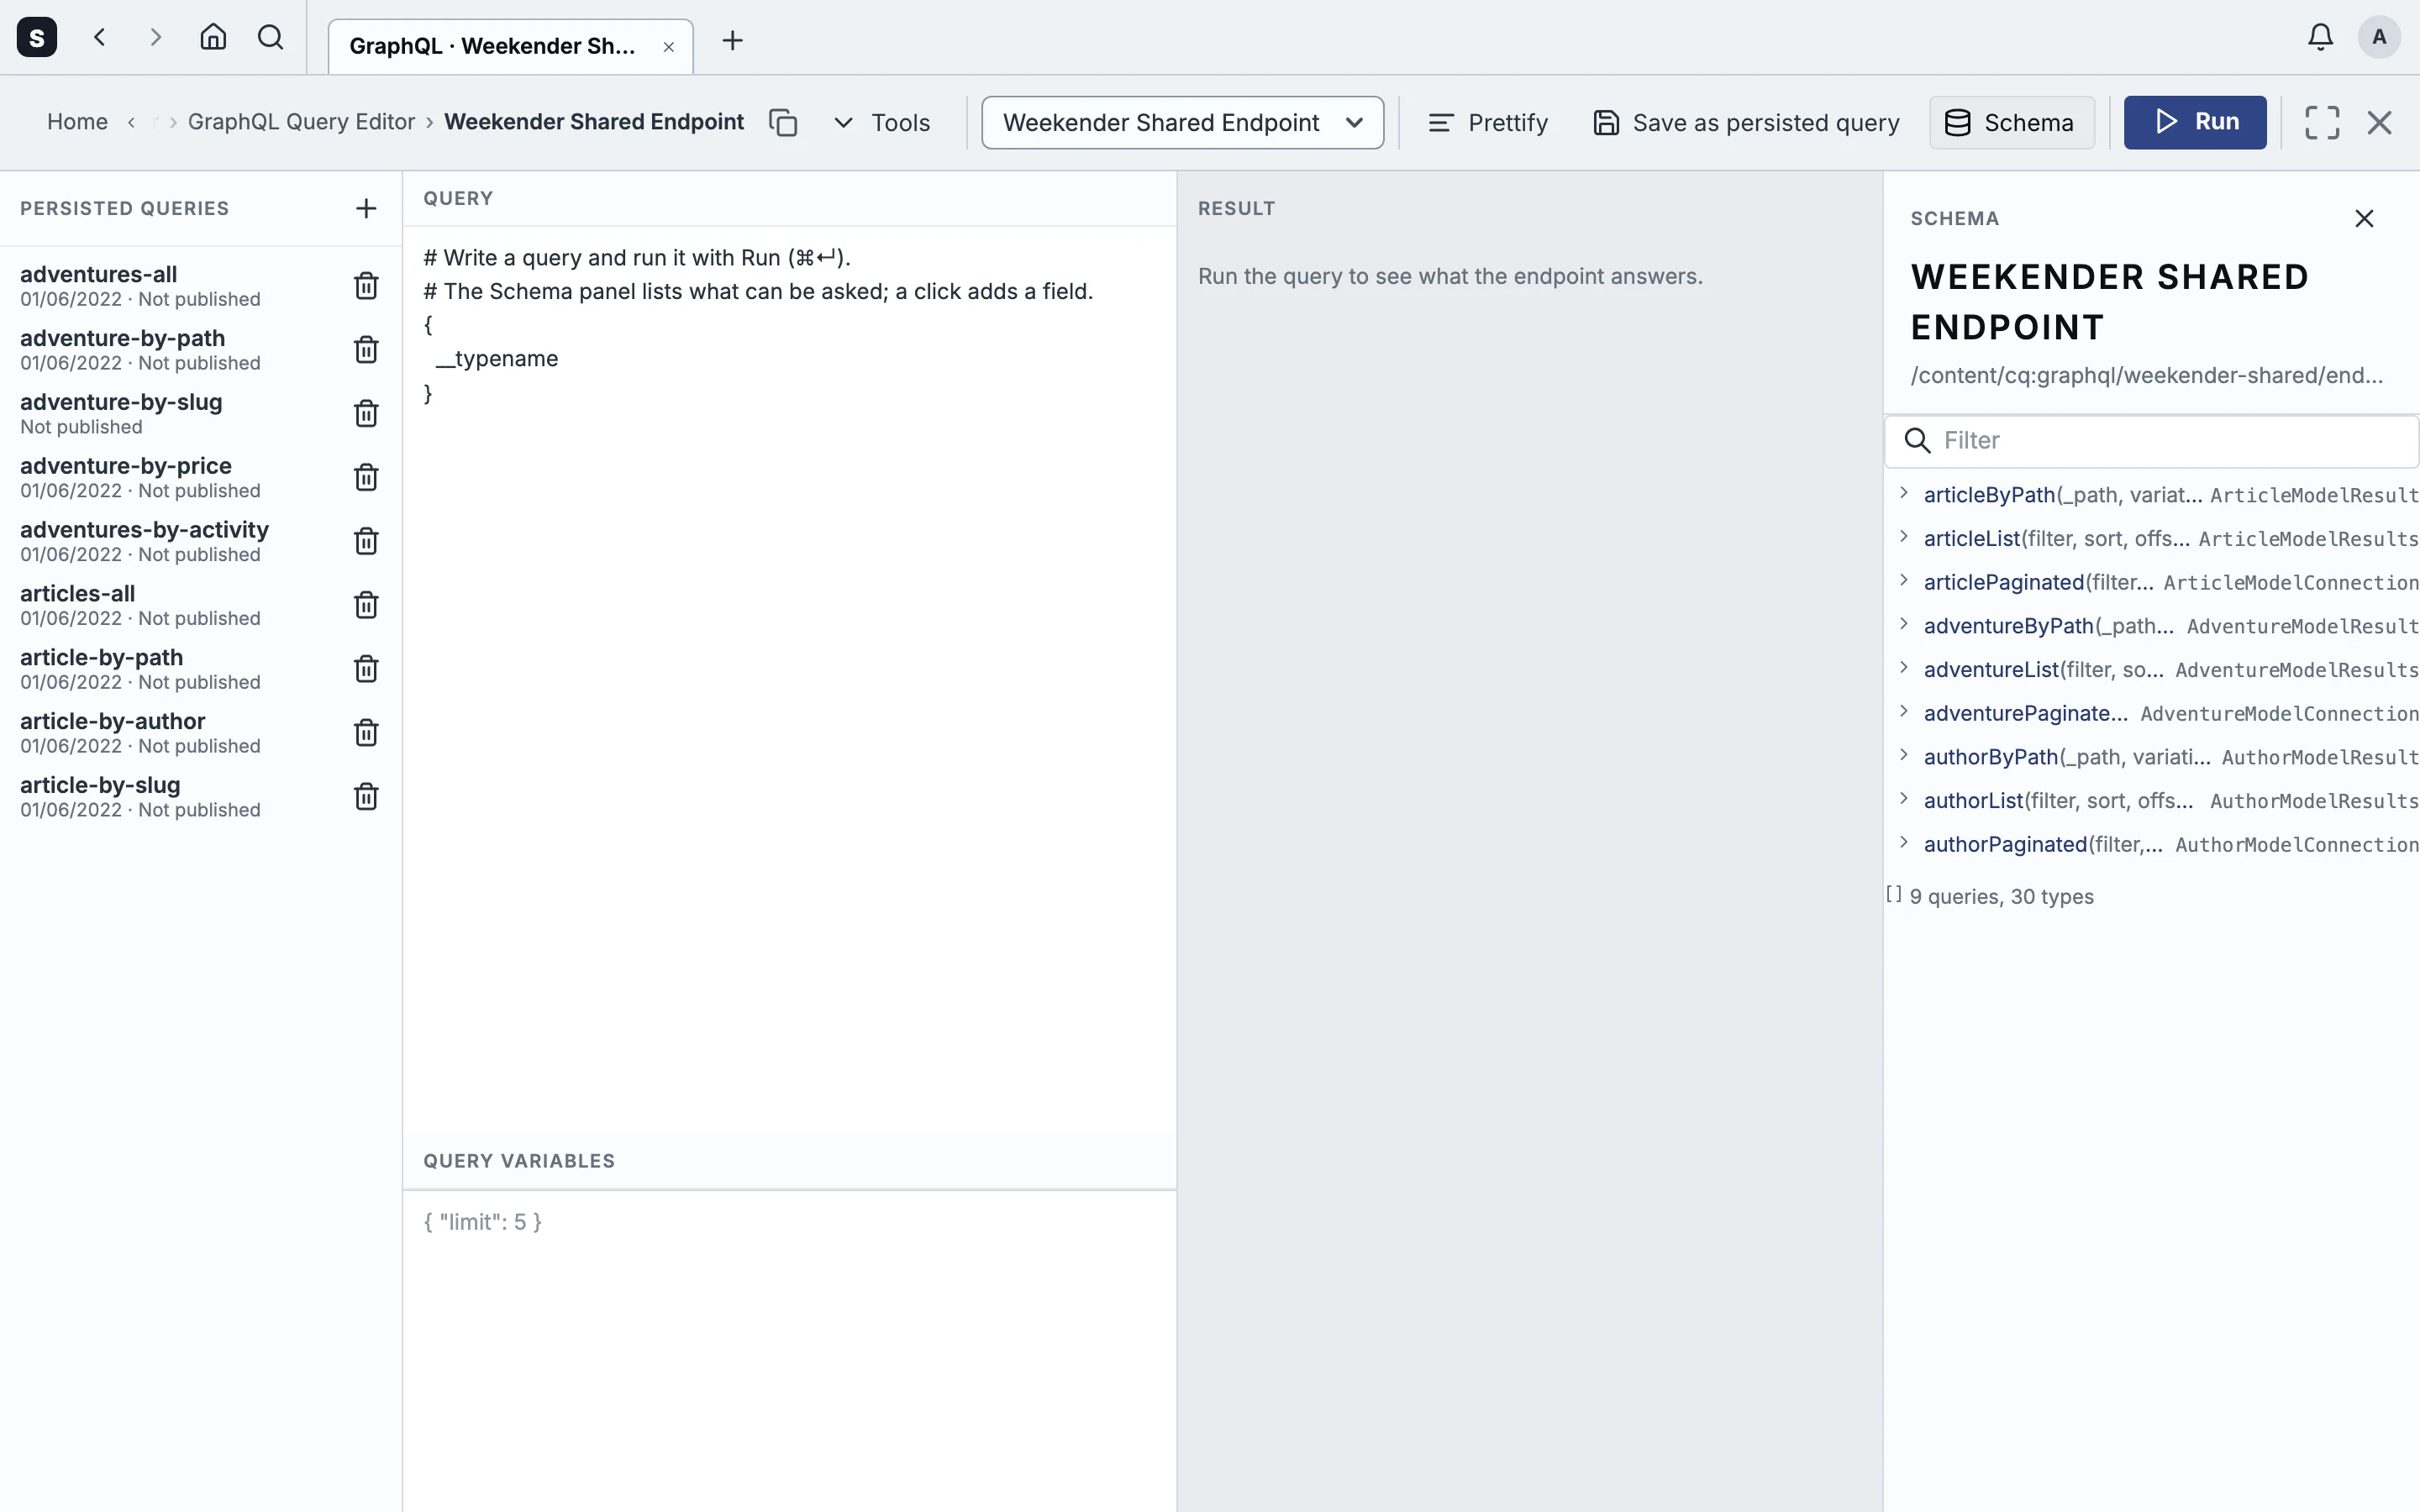 S
GraphQL · Weekender Sh...
A
Home
GraphQL Query Editor
Weekender Shared Endpoint
Tools
Weekender Shared Endpoint
Prettify
Save as persisted query
Schema
Run
PERSISTED QUERIES
adventures-all
01/06/2022 · Not published
adventure-by-path
01/06/2022 · Not published
adventure-by-slug
Not published
adventure-by-price
01/06/2022 · Not published
adventures-by-activity
01/06/2022 · Not published
articles-all
01/06/2022 · Not published
article-by-path
01/06/2022 · Not published
article-by-author
01/06/2022 · Not published
article-by-slug
01/06/2022 · Not published
QUERY
# Write a query and run it with Run (⌘↵).
# The Schema panel lists what can be asked; a click adds a field.
{
__typename
}
QUERY VARIABLES
{ "limit": 5 }
RESULT
Run the query to see what the endpoint answers.
SCHEMA
WEEKENDER SHARED
ENDPOINT
/content/cq:graphql/weekender-shared/end...
Filter
articleByPath(_path, variat... ArticleModelResult
articleList(filter, sort, offs... ArticleModelResults
articlePaginated(filter... ArticleModelConnection
adventureByPath(_path... AdventureModelResult
adventureList(filter, so... AdventureModelResults
adventurePaginate... AdventureModelConnection
authorByPath(_path, variati... AuthorModelResult
authorList(filter, sort, offs... AuthorModelResults
authorPaginated(filter,... AuthorModelConnection
[] 9 queries, 30 types